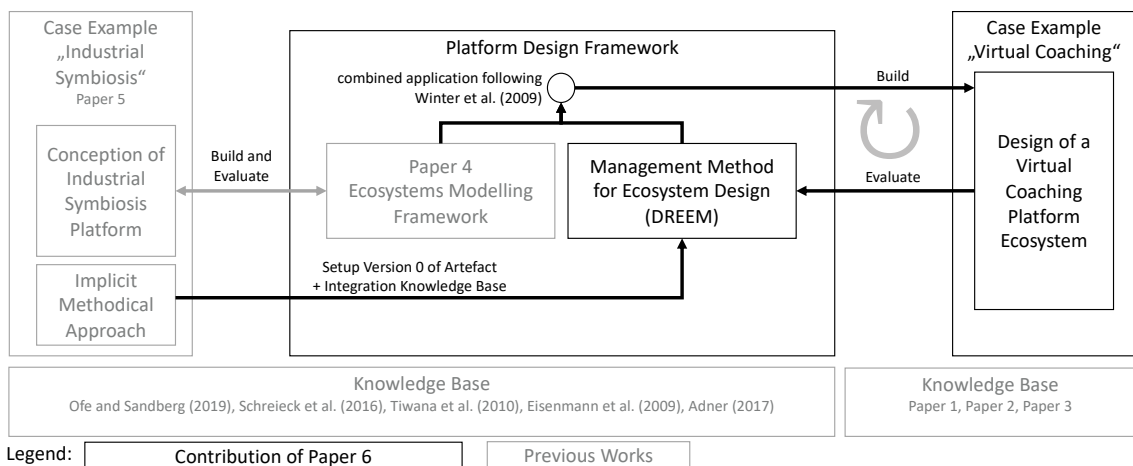 Case Example
„Industrial
Symbiosis“
Paper 5
Conception of
Industrial
Symbiosis
Platform
Implicit
Methodical
Approach
Build and
Evaluate
Platform Design Framework
combined application following
Winter et al. (2009)
Paper 4
Ecosystems Modelling
Framework
Management Method
for Ecosystem Design
(DREEM)
Setup Version 0 of Artefact
+ Integration Knowledge Base
Build
Evaluate
Case Example
„Virtual Coaching“
Design of a
Virtual
Coaching
Platform
Ecosystem
Knowledge Base
Ofe and Sandberg (2019), Schreieck et al. (2016), Tiwana et al. (2010), Eisenmann et al. (2009), Adner (2017)
Knowledge Base
Paper 1, Paper 2, Paper 3
Legend:
Contribution of Paper 6
Previous Works